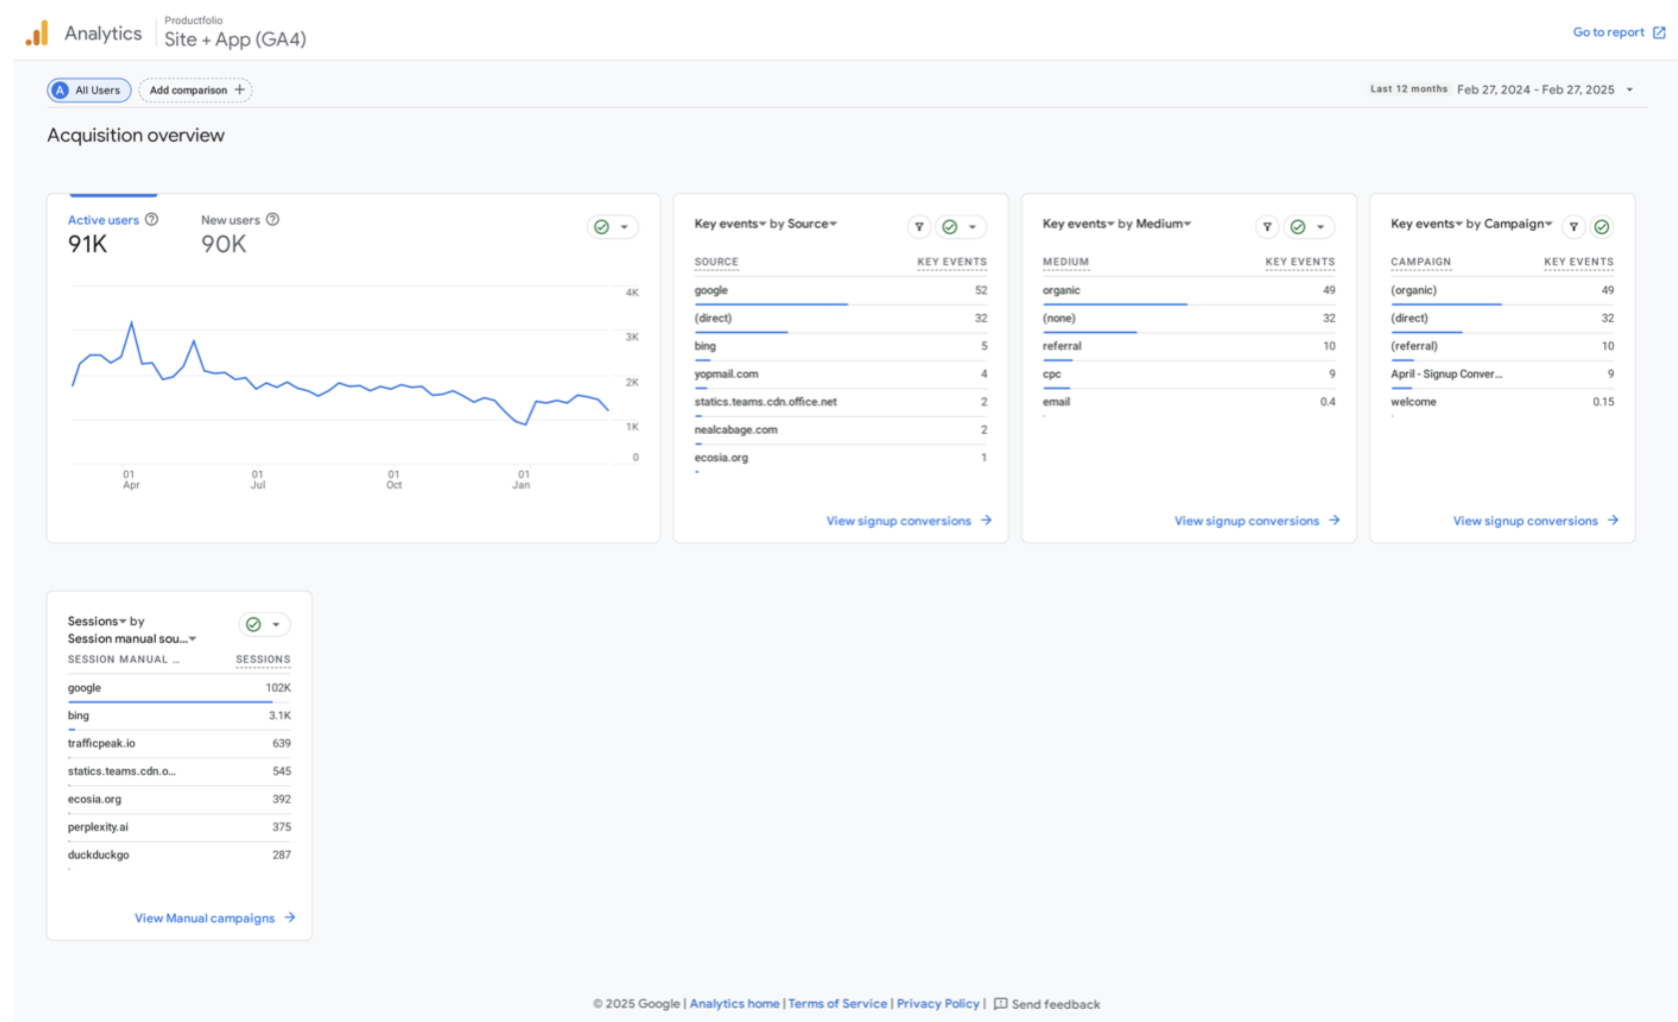 Analytics
Productfolio
Site + App (GA4)
Go to report
A All Users
Add comparison +
Last 12 months Feb 27, 2024 - Feb 27, 2025
Acquisition overview
Active users
91K
New users
90K
4K
3K
2K
1K
0
01 Apr
01 Jul
01 Oct
01 Jan
Key events by Source
SOURCE KEY EVENTS
google 52
(direct) 32
bing 5
yopmail.com 4
statics.teams.cdn.office.net 2
nealcabage.com 2
ecosia.org 1
View signup conversions
Key events by Medium
MEDIUM KEY EVENTS
organic 49
(none) 32
referral 10
cpc 9
email 0.4
View signup conversions
Key events by Campaign
CAMPAIGN KEY EVENTS
(organic) 49
(direct) 32
(referral) 10
April - Signup Conver... 9
welcome 0.15
View signup conversions
Sessions by
Session manual sou...
SESSION MANUAL ... SESSIONS
google 102K
bing 3.1K
trafficpeak.io 639
statics.teams.cdn.o... 545
ecosia.org 392
perplexity.ai 375
duckduckgo 287
View Manual campaigns
© 2025 Google | Analytics home | Terms of Service | Privacy Policy | Send feedback